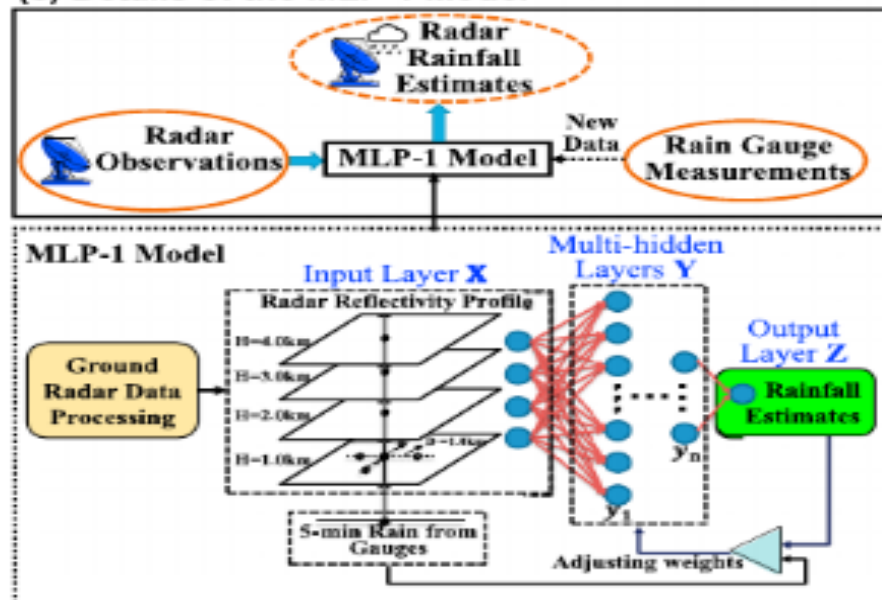 Radar
Rainfall
Estimates
Radar
Observations
MLP-1 Model
New
Data
Rain Gauge
Measurements
MLP-1 Model
Input Layer X
Multi-hidden
Layers Y
Output
Layer Z
Radar Reflectivity Profile
H=4.0km
H=3.0km
H=2.0km
H=1.0km
Ground
Radar Data
Processing
Rainfall
Estimates
y1
yn
5-min Rain from
Gauges
Adjusting weights